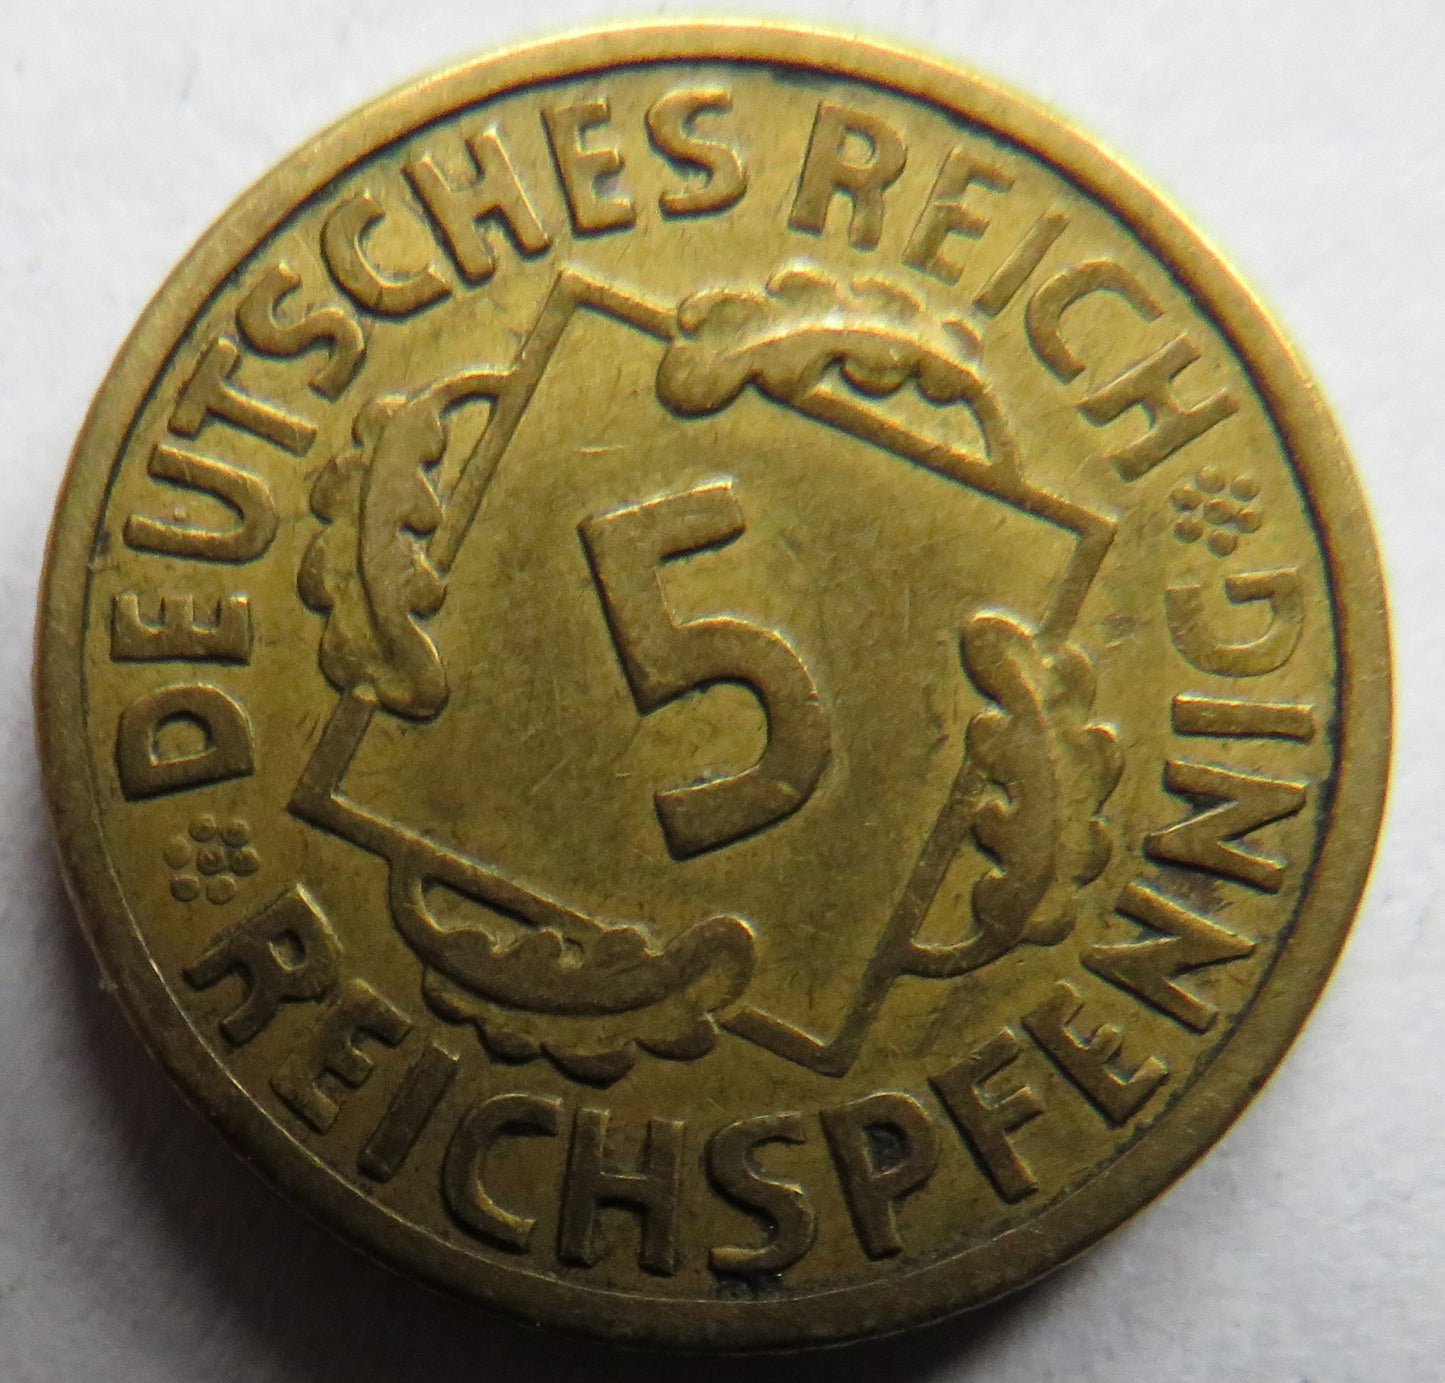 DEUTSCHES REICH
5
REICHSPFENNIG